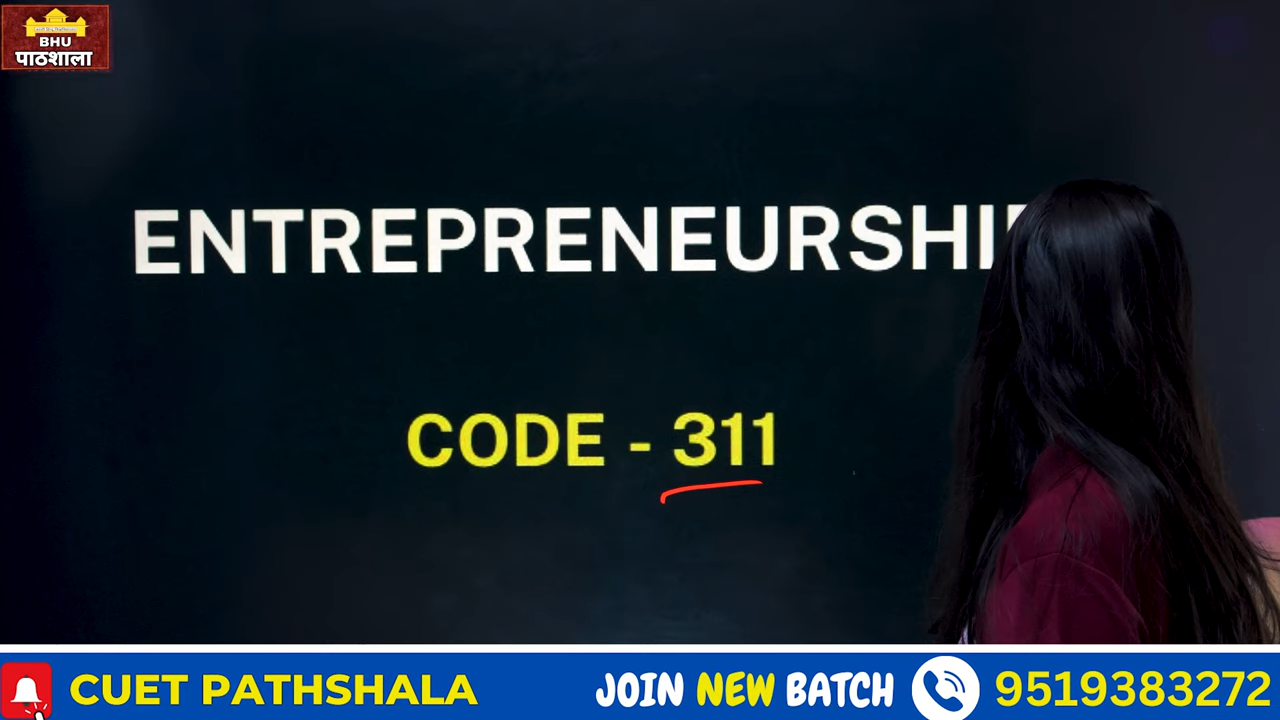 BHU
पाठशाला
ENTREPRENEURSHI
CODE - 311
CUET PATHSHALA
JOIN NEW BATCH
9519383272